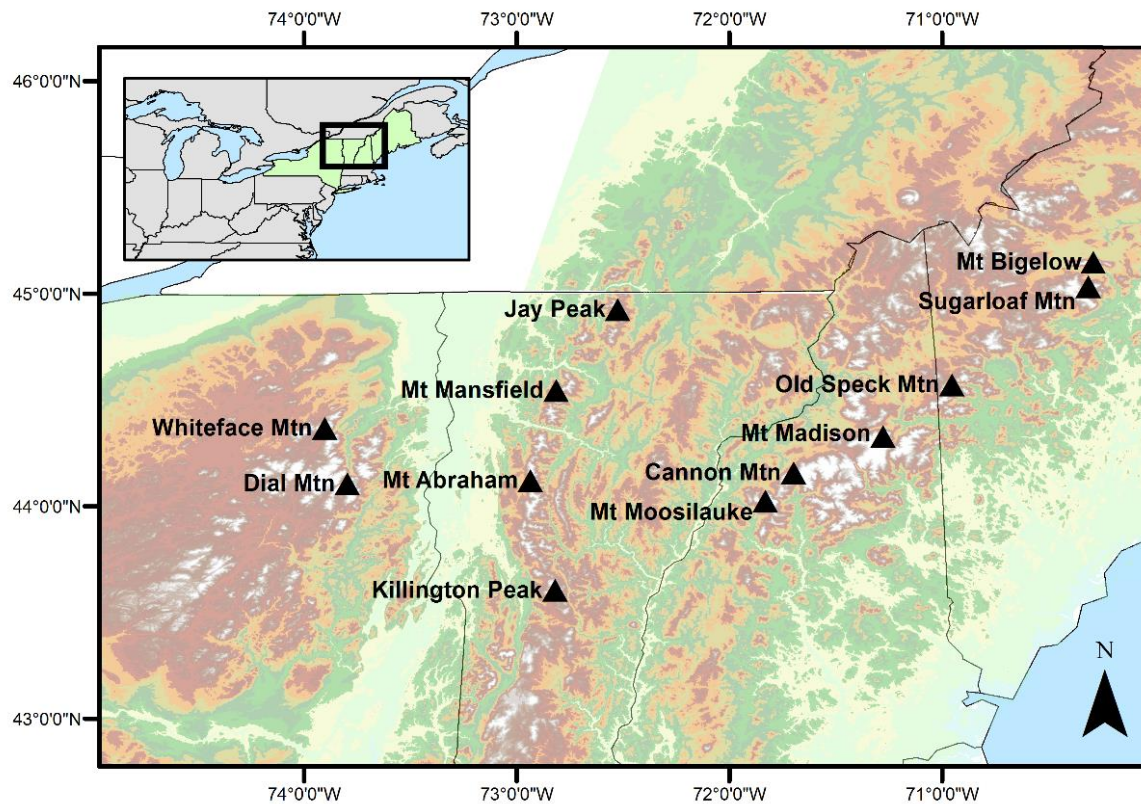 74°0'0"W 73°0'0"W 72°0'0"W 71°0'0"W
46°0'0"N
Mt Bigelow
45°0'0"N
Sugarloaf Mtn
Jay Peak
Mt Mansfield
Old Speck Mtn
Whiteface Mtn
Mt Madison
Cannon Mtn
Dial Mtn
Mt Abraham
44°0'0"N
Mt Moosilauke
Killington Peak
N
43°0'0"N
74°0'0"W 73°0'0"W 72°0'0"W 71°0'0"W